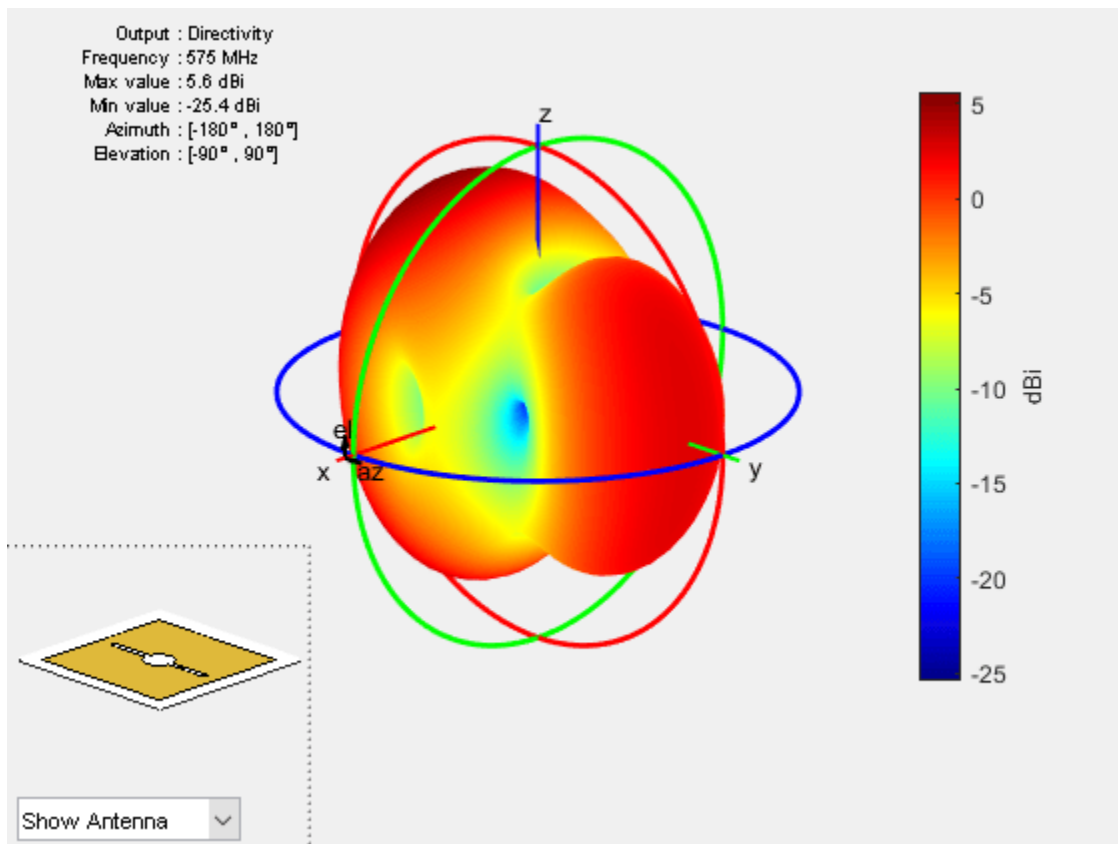 Output : Directivity
Frequency : 575 MHz
Max value : 5.6 dBi
Min value : -25.4 dBi
Azimuth : [-180° , 180°]
Elevation : [-90° , 90°]
z
5
0
-5
-10
-15
-20
-25
dBi
el
x
az
y
Show Antenna